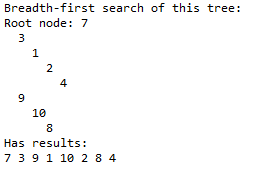 Breadth-first search of this tree:
Root node: 7
  3
    1
      2
        4
  9
    10
      8
Has results:
7 3 9 1 10 2 8 4